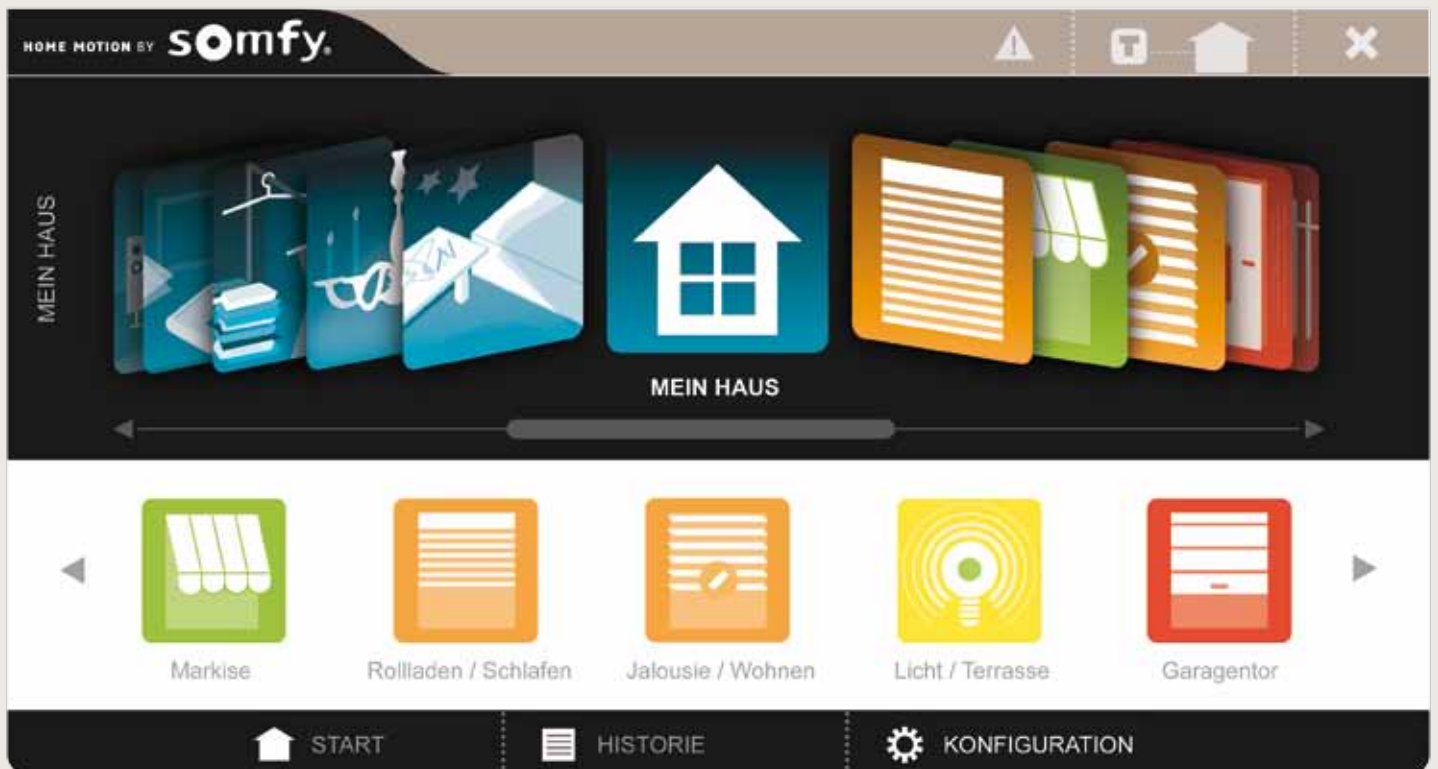 HOME MOTION BY somfy.
T
MEIN HAUS
MEIN HAUS
Markise
Rollladen / Schlafen
Jalousie / Wohnen
Licht / Terrasse
Garagentor
START
HISTORIE
KONFIGURATION